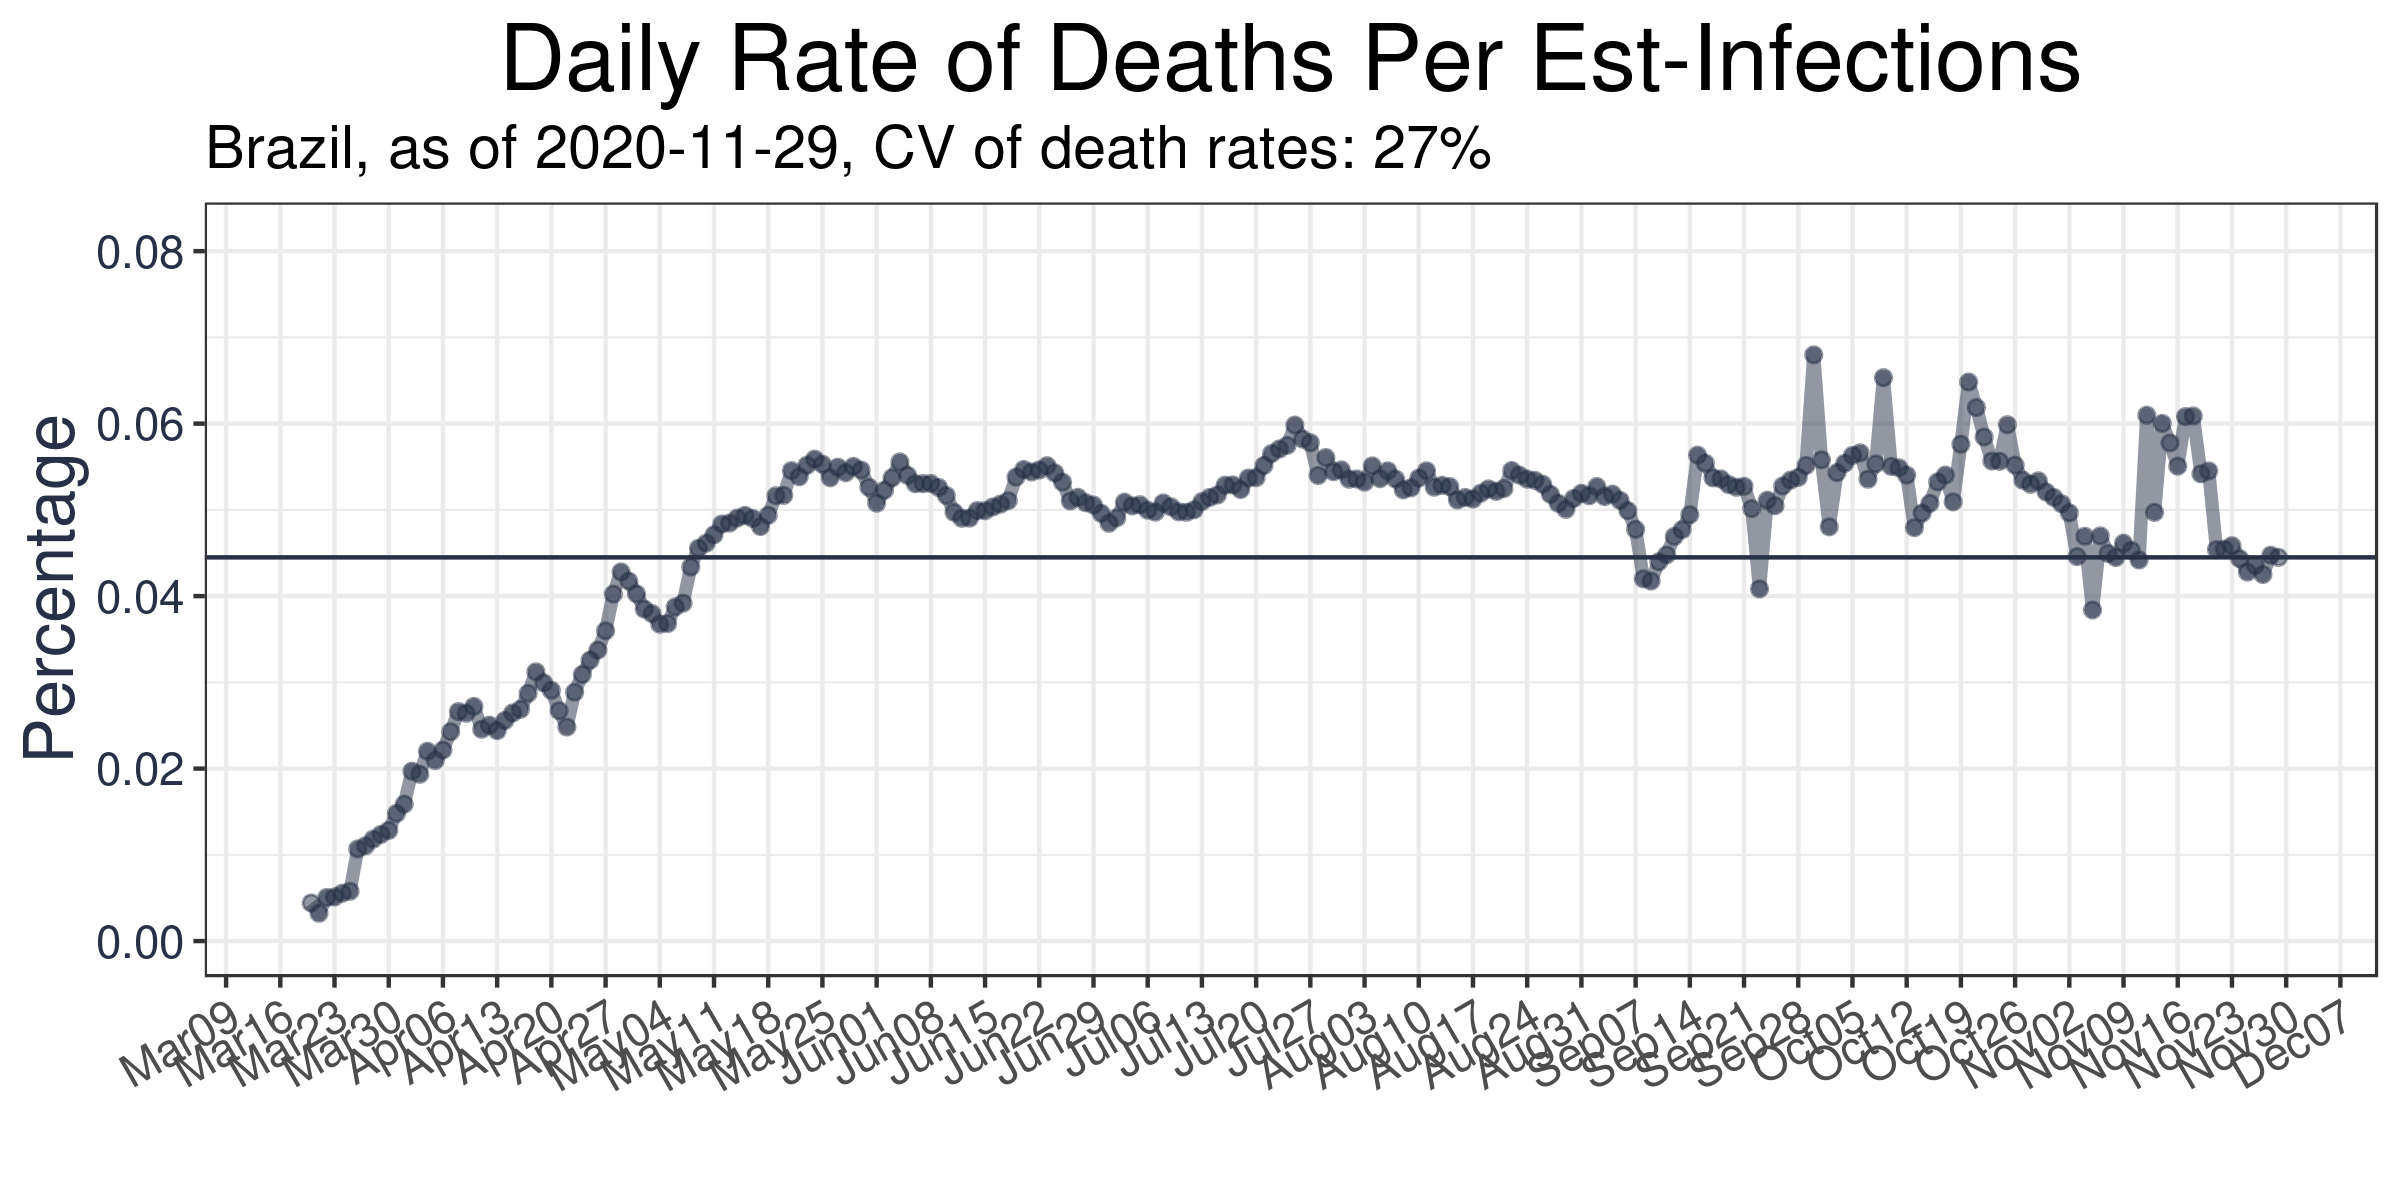 Daily Rate of Deaths Per Est-Infections
Brazil, as of 2020-11-29, CV of death rates: 27%
Percentage
0.08
0.06
0.04
0.02
0.00
Mar09
Mar16
Mar23
Mar30
Apr06
Apr13
Apr20
Apr27
May04
May11
May18
May25
Jun01
Jun08
Jun15
Jun22
Jun29
Jul06
Jul13
Jul20
Jul27
Aug03
Aug10
Aug17
Aug24
Aug31
Sep07
Sep14
Sep21
Sep28
Oct05
Oct12
Oct19
Oct26
Nov02
Nov09
Nov16
Nov23
Nov30
Dec07